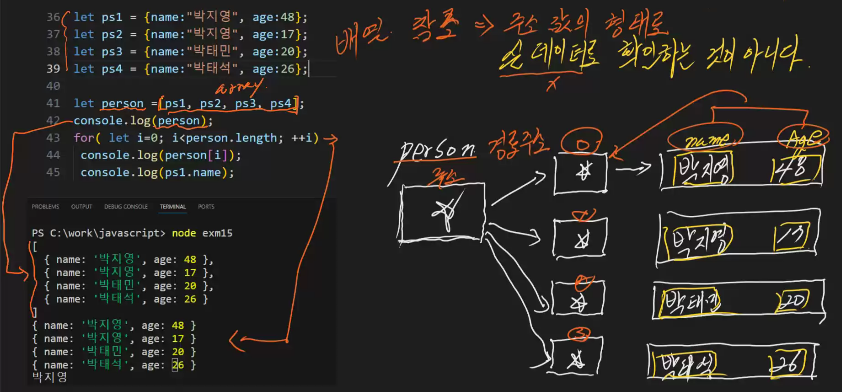 36 let ps1 = {name:"박지영", age:48};
37 let ps2 = {name:"박지영", age:17};
38 let ps3 = {name:"박태민", age:20};
39 let ps4 = {name:"박태석", age:26};
40
array.
41 let person =[ps1, ps2, ps3, ps4];
42 console.log(person);
43 for( let i=0; i<person.length; ++i)
44 console.log(person[i]);
45 console.log(ps1.name);
PROBLEMS OUTPUT DEBUG CONSOLE TERMINAL PORTS
PS C:\work\javascript> node exm15
[
{ name: '박지영', age: 48 },
{ name: '박지영', age: 17 },
{ name: '박태민', age: 20 },
{ name: '박태석', age: 26 }
]
{ name: '박지영', age: 48 }
{ name: '박지영', age: 17 }
{ name: '박태민', age: 20 }
{ name: '박태석', age: 26 }
박지영
배열 참조 => 주소 값의 형태로
실 데이터로 확인하는 것이 아니다.
x
person
주소
0
name Age
박지영 48
1
박지영 17
박태민 20
3
박태석 26